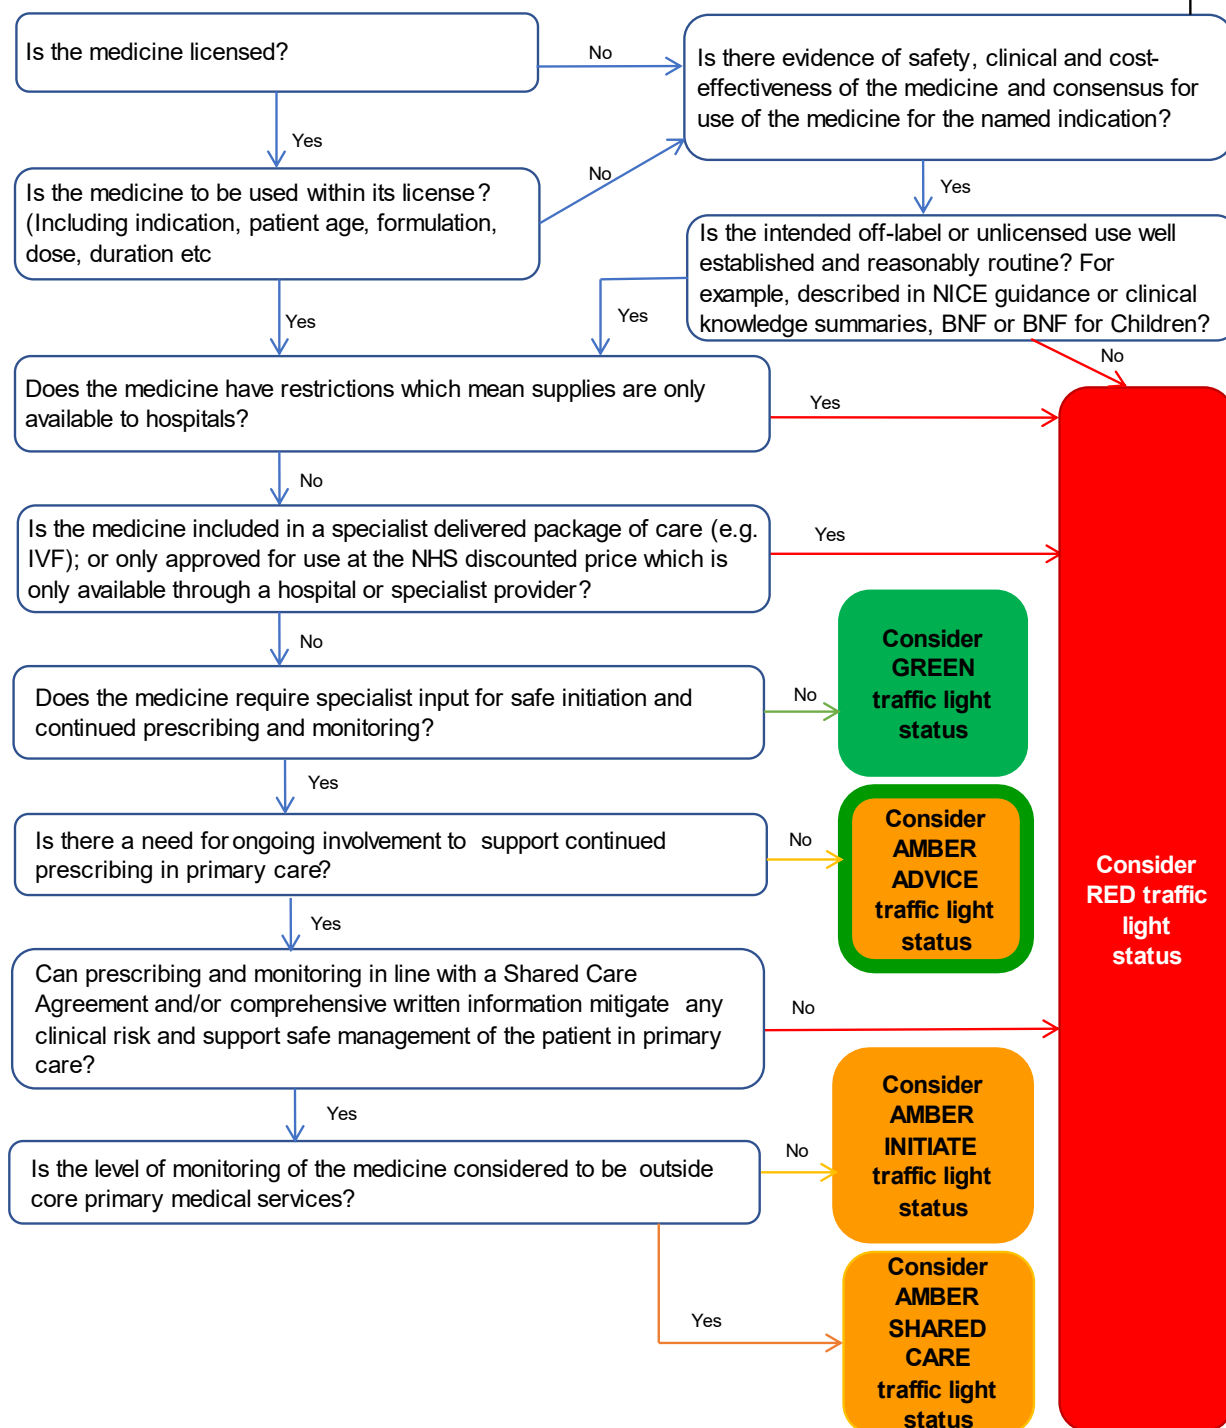 Is the medicine licensed?
No
Is there evidence of safety, clinical and cost-
effectiveness of the medicine and consensus for
use of the medicine for the named indication?
Yes
Is the medicine to be used within its license?
(Including indication, patient age, formulation,
dose, duration etc
No
Yes
Is the intended off-label or unlicensed use well
established and reasonably routine? For
example, described in NICE guidance or clinical
knowledge summaries, BNF or BNF for Children?
Yes
Yes
No
Does the medicine have restrictions which mean supplies are only
available to hospitals?
Yes
No
Is the medicine included in a specialist delivered package of care (e.g.
IVF); or only approved for use at the NHS discounted price which is
only available through a hospital or specialist provider?
Yes
No
Does the medicine require specialist input for safe initiation and
continued prescribing and monitoring?
No
Consider
GREEN
traffic light
status
Yes
Is there a need for ongoing involvement to support continued
prescribing in primary care?
No
Consider
AMBER
ADVICE
traffic light
status
Consider
RED traffic
light
status
Yes
Can prescribing and monitoring in line with a Shared Care
Agreement and/or comprehensive written information mitigate any
clinical risk and support safe management of the patient in primary
care?
No
Yes
Is the level of monitoring of the medicine considered to be outside
core primary medical services?
No
Consider
AMBER
INITIATE
traffic light
status
Yes
Consider
AMBER
SHARED
CARE
traffic light
status